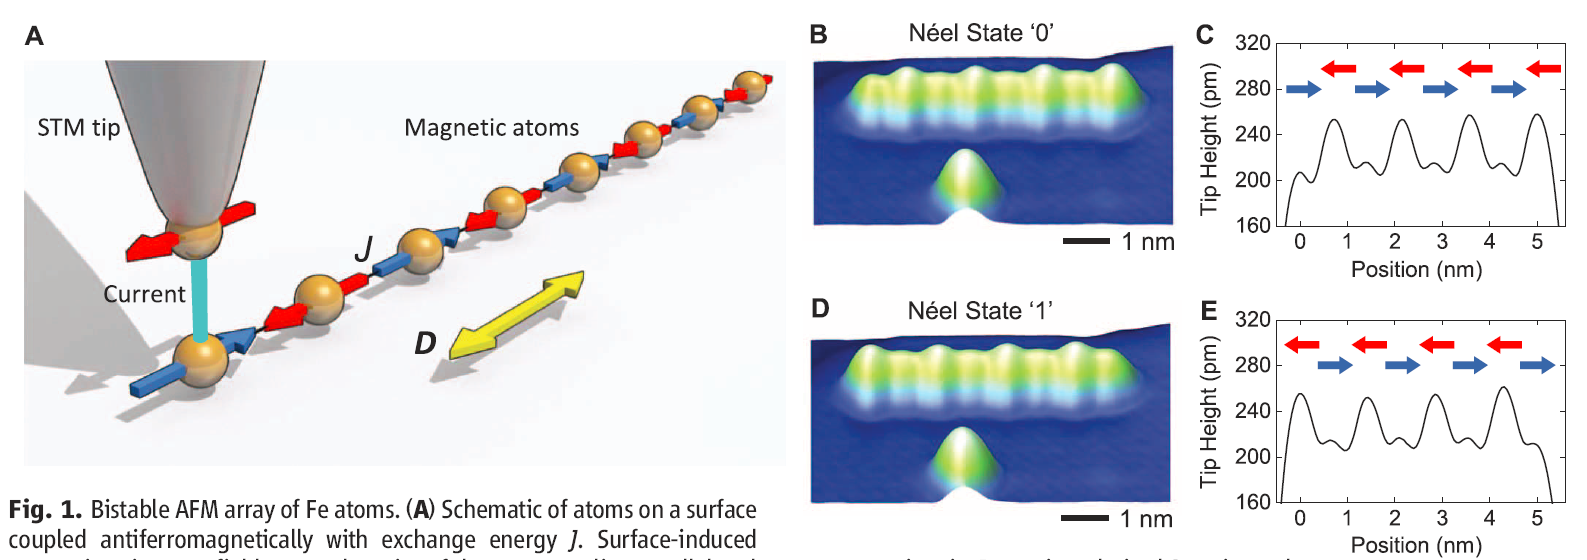 A
STM tip
Magnetic atoms
J
Current
D
B
Néel State ‘0’
1 nm
C
320
280
240
200
160
Tip Height (pm)
0 1 2 3 4 5
Position (nm)
D
Néel State ‘1’
1 nm
E
320
280
240
200
160
Tip Height (pm)
0 1 2 3 4 5
Position (nm)
Fig. 1. Bistable AFM array of Fe atoms. (A) Schematic of atoms on a surface
coupled antiferromagnetically with exchange energy J. Surface-induced